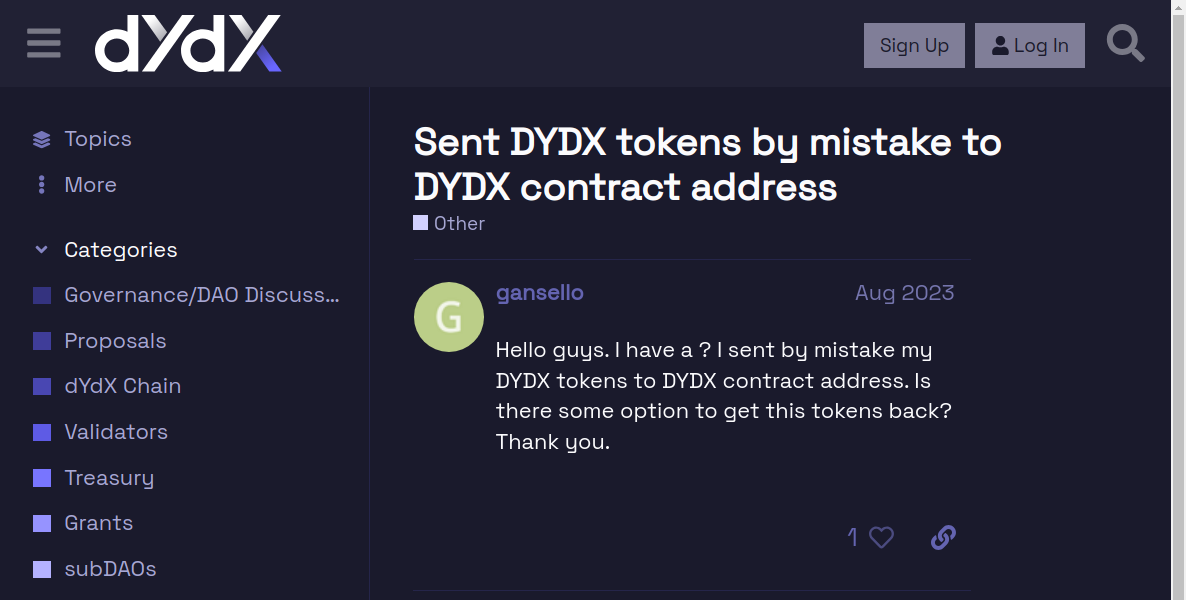 dYdX
Sign Up
Log In
Topics
More
Categories
Governance/DAO Discuss...
Proposals
dYdX Chain
Validators
Treasury
Grants
subDAOs
Sent DYDX tokens by mistake to
DYDX contract address
Other
G
gansello
Aug 2023
Hello guys. I have a ? I sent by mistake my
DYDX tokens to DYDX contract address. Is
there some option to get this tokens back?
Thank you.
1